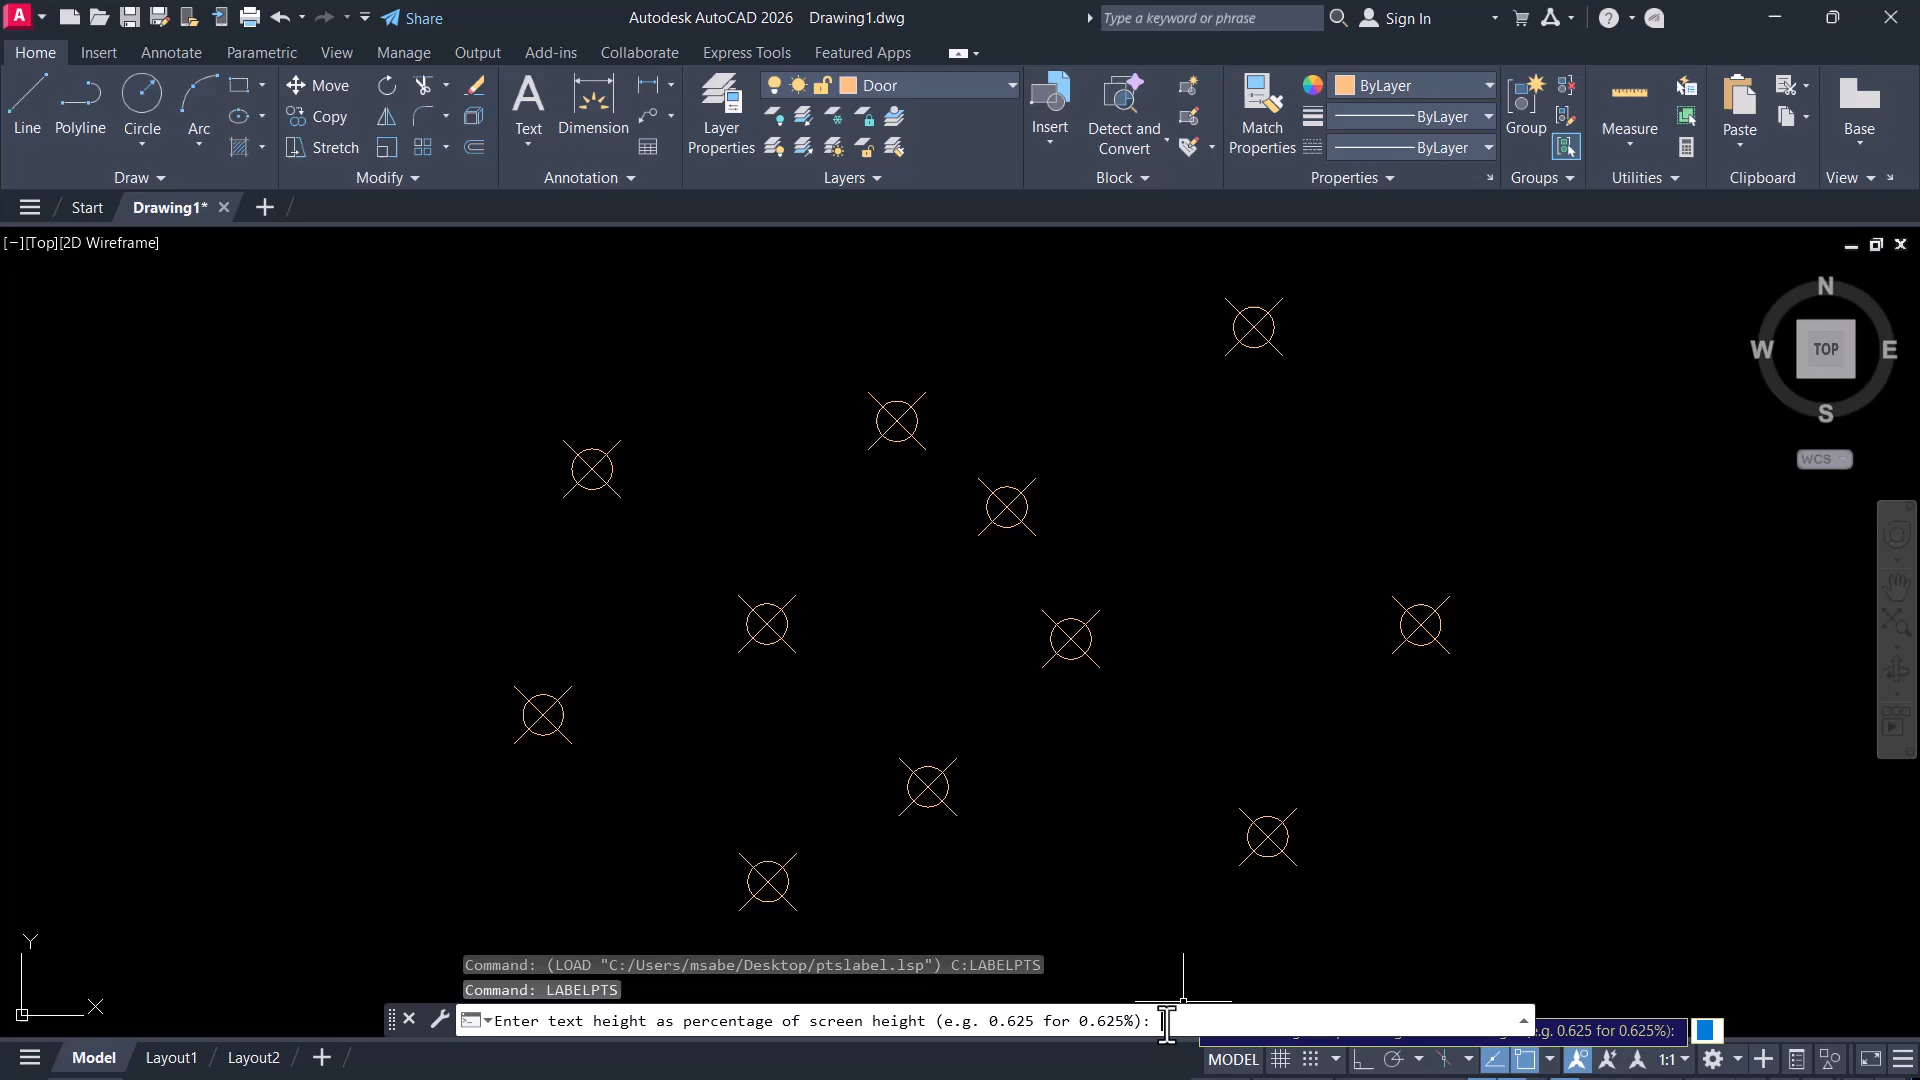 A Share Autodesk AutoCAD 2026 Drawing1.dwg Type a keyword or phrase Sign In
Home Insert Annotate Parametric View Manage Output Add-ins Collaborate Express Tools Featured Apps
Line Polyline Circle Arc
Move
Copy
Stretch
Text Dimension
Layer Properties
Door
Insert
Detect and Convert
Match Properties
ByLayer
ByLayer
ByLayer
Group
Measure
Paste
Base
Draw Modify Annotation Layers Block Properties Groups Utilities Clipboard View
Start Drawing1*
[−][Top][2D Wireframe]
N
W TOP E
S
WCS
Y
X
Command: (LOAD "C:/Users/msabe/Desktop/ptslabel.lsp") C:LABELPTS
Command: LABELPTS
Enter text height as percentage of screen height (e.g. 0.625 for 0.625%):
.g. 0.625 for 0.625%):
Model Layout1 Layout2
MODEL 1:1